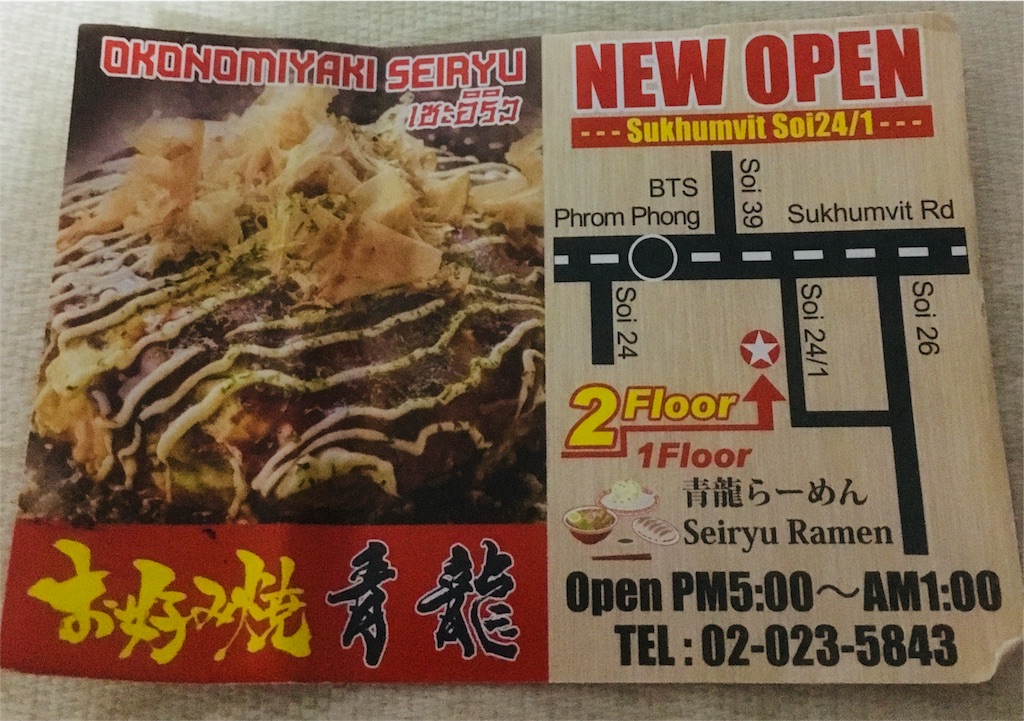 OKONOMIYAKI SEIRYU
เซะอิริว
お好み焼 青龍
NEW OPEN
--- Sukhumvit Soi24/1 ---
BTS
Phrom Phong
Soi 39
Sukhumvit Rd
Soi 24
Soi 24/1
Soi 26
2 Floor
1Floor
青龍らーめん
Seiryu Ramen
Open PM5:00～AM1:00
TEL : 02-023-5843